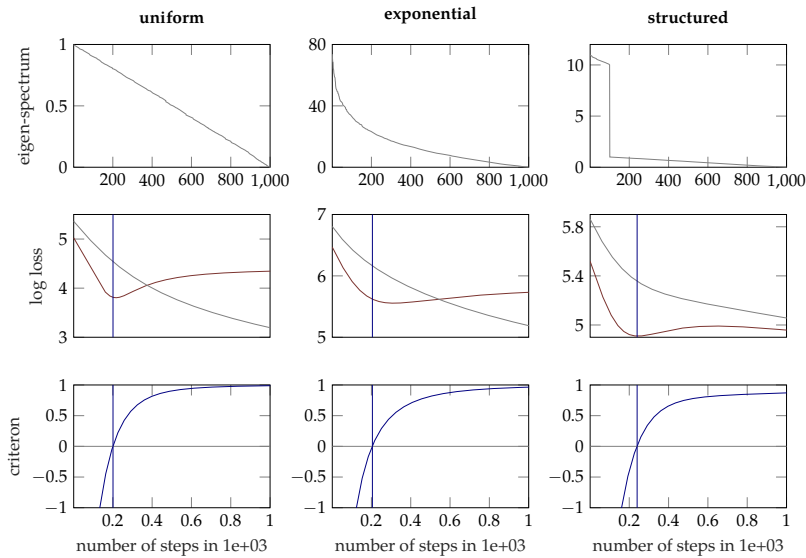 uniform
exponential
structured
eigen-spectrum
1
0.5
0
200 400 600 800 1,000
80
40
0
200 400 600 800 1,000
10
5
0
200 400 600 800 1,000
log loss
5
4
3
7
6
5
5.8
5.4
5
criteron
1
0.5
0
−0.5
−1
0.2 0.4 0.6 0.8 1
number of steps in 1e+03
1
0.5
0
−0.5
−1
0.2 0.4 0.6 0.8 1
number of steps in 1e+03
1
0.5
0
−0.5
−1
0.2 0.4 0.6 0.8 1
number of steps in 1e+03